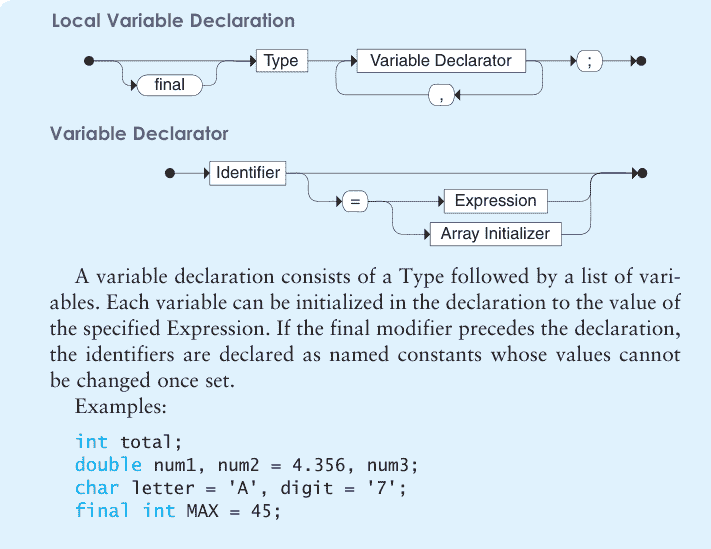 Local Variable Declaration
Type
Variable Declarator
;
final
,
Variable Declarator
Identifier
=
Expression
Array Initializer
A variable declaration consists of a Type followed by a list of vari-
ables. Each variable can be initialized in the declaration to the value of
the specified Expression. If the final modifier precedes the declaration,
the identifiers are declared as named constants whose values cannot
be changed once set.
Examples:
int total;
double num1, num2 = 4.356, num3;
char letter = 'A', digit = '7';
final int MAX = 45;